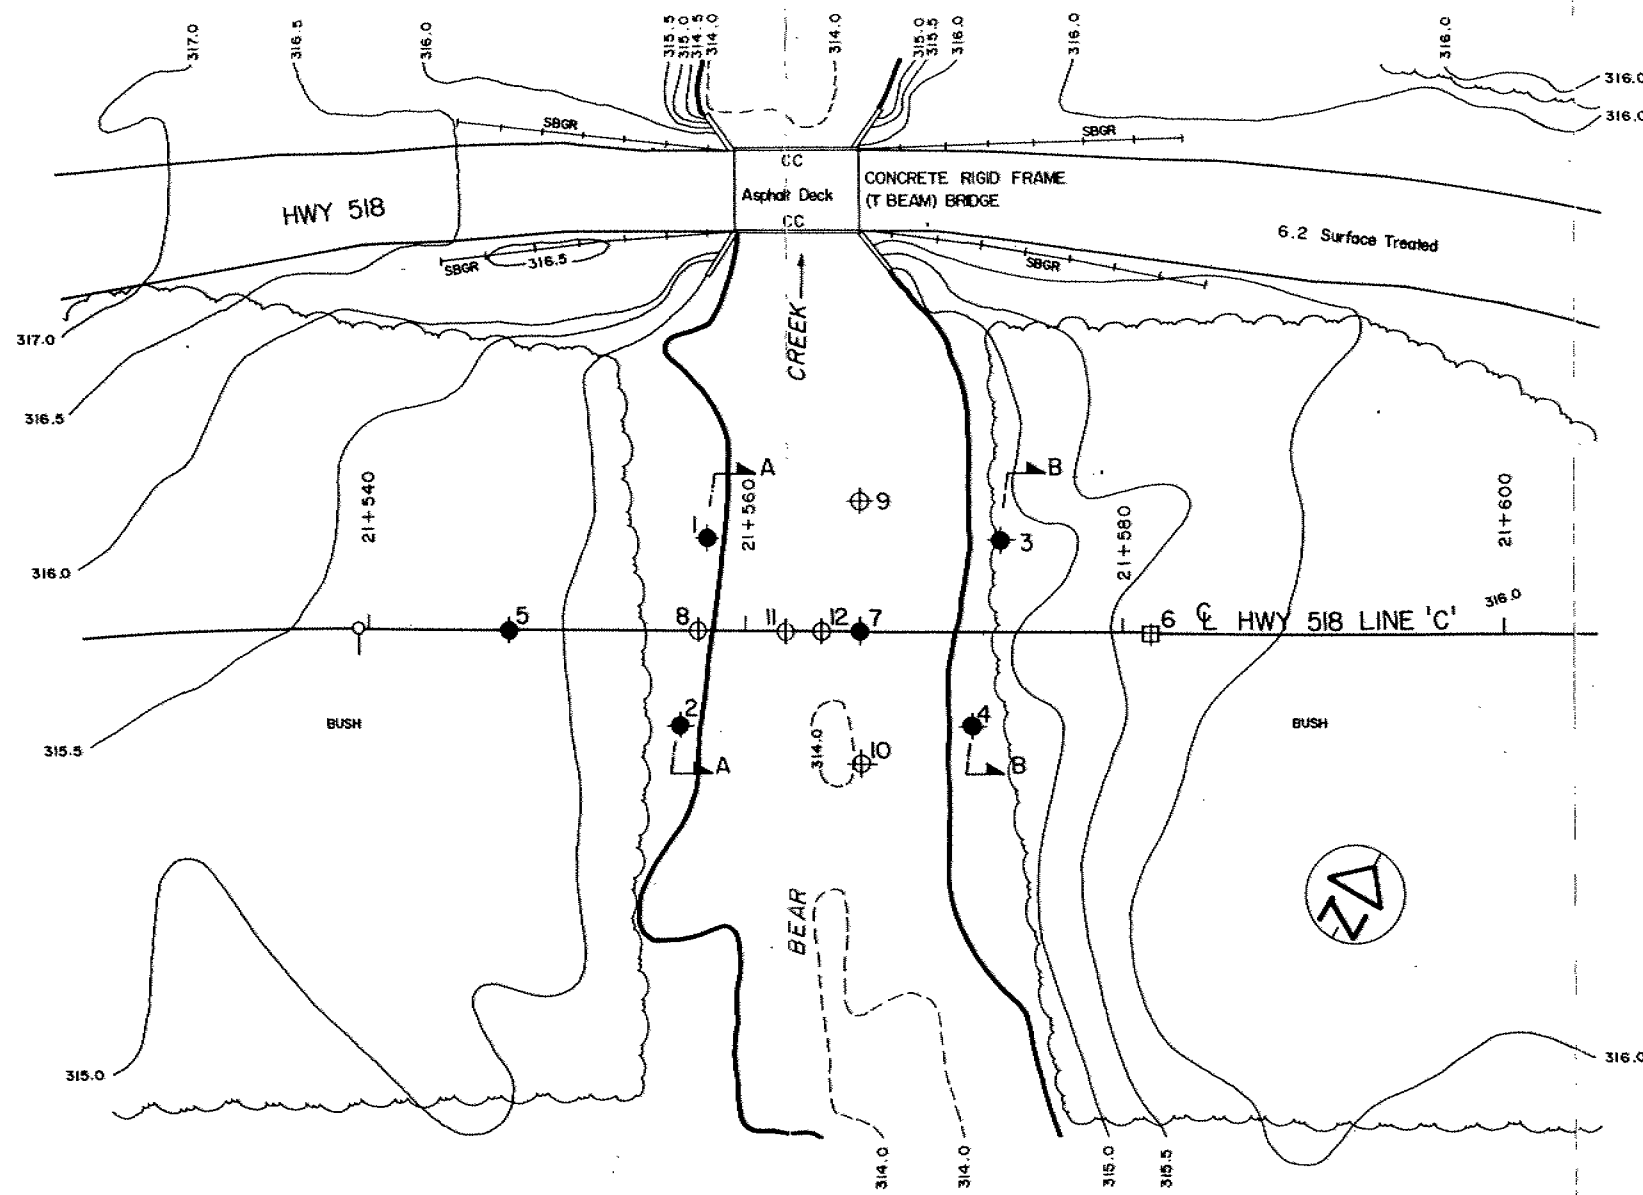 317.0
316.5
316.0
315.5
315.0
314.5
314.0
314.0
315.0
315.5
316.0
316.0
316.0
316.0
316.0
SBGR
SBGR
CC
CONCRETE RIGID FRAME
(T BEAM) BRIDGE
Asphalt Deck
HWY 518
CC
6.2 Surface Treated
SBGR
316.5
SBGR
317.0
CREEK
316.5
A
B
21+540
21+560
9
21+580
21+600
1
3
316.0
5
8
11
12
7
6
℄ HWY 518 LINE 'C'
316.0
2
4
BUSH
BUSH
315.5
314.0
10
A
B
N
BEAR
315.0
316.0
314.0
314.0
315.0
315.5